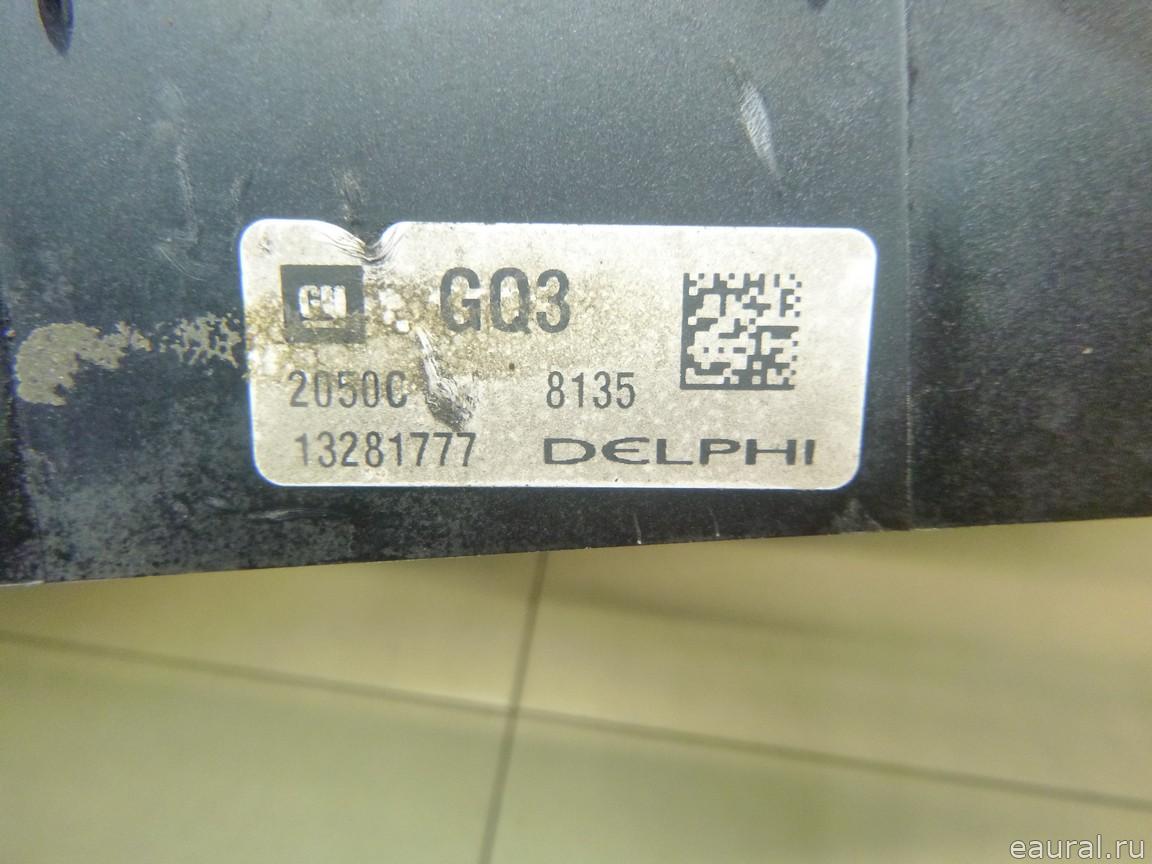 GM GQ3
2050C 8135
13281777 DELPHI
eaural.ru